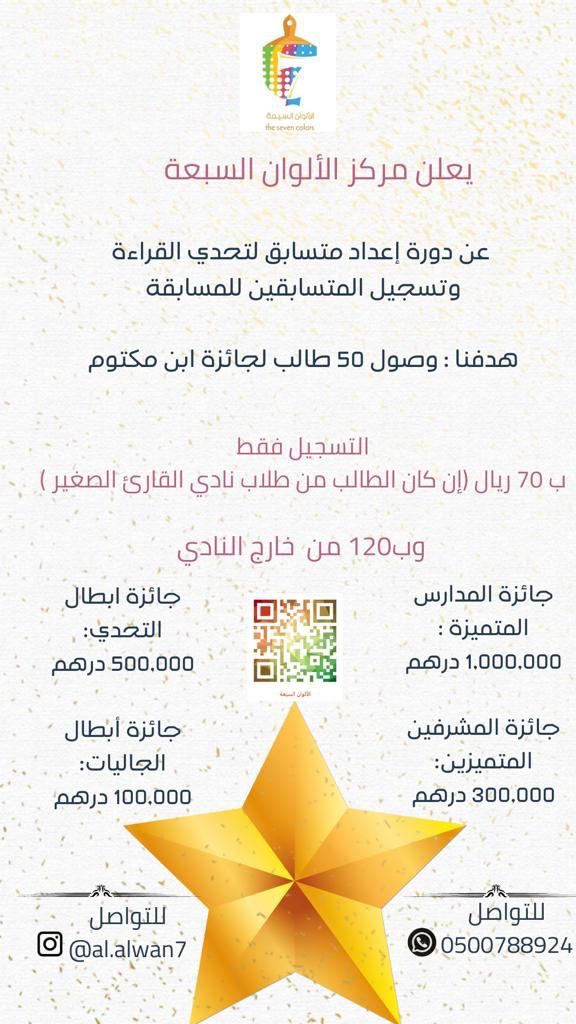 الألوان السبعة
the seven colors
يعلن مركز الألوان السبعة
عن دورة إعداد متسابق لتحدي القراءة
وتسجيل المتسابقين للمسابقة
هدفنا : وصول 50 طالب لجائزة ابن مكتوم
التسجيل فقط
ب 70 ريال (إن كان الطالب من طلاب نادي القارئ الصغير )
وب120 من خارج النادي
جائزة المدارس
المتميزة :
1,000,000 درهم
جائزة ابطال
التحدي:
500,000 درهم
الألوان السبعة
جائزة المشرفين
المتميزين:
300,000 درهم
جائزة أبطال
الجاليات:
100,000 درهم
للتواصل
0500788924
للتواصل
@al.alwan7